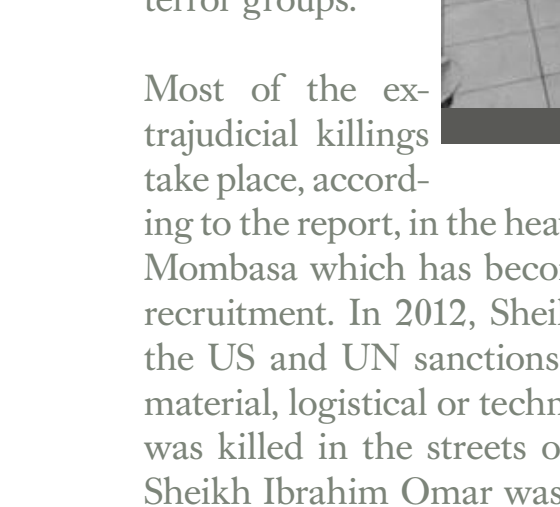 terror groups.
Most of the ex-
trajudicial killings
take place, accord-
ing to the report, in the
Mombasa which has
recruitment. In 2012,
the US and UN sanctions
material, logistical or
was killed in the streets
Sheikh Ibrahim Omar was